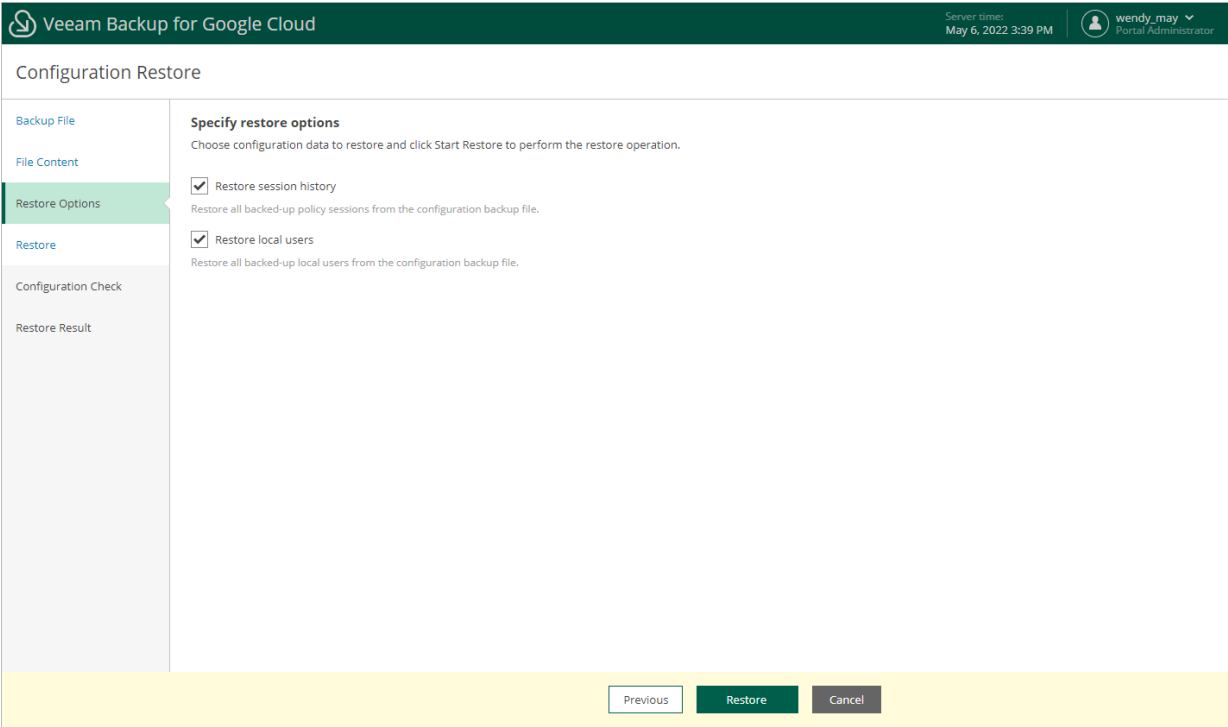 Veeam Backup for Google Cloud
Server time:
May 6, 2022 3:39 PM
wendy_may
Portal Administrator
Configuration Restore
Backup File
File Content
Restore Options
Restore
Configuration Check
Restore Result
Specify restore options
Choose configuration data to restore and click Start Restore to perform the restore operation.
Restore session history
Restore all backed-up policy sessions from the configuration backup file.
Restore local users
Restore all backed-up local users from the configuration backup file.
Previous
Restore
Cancel